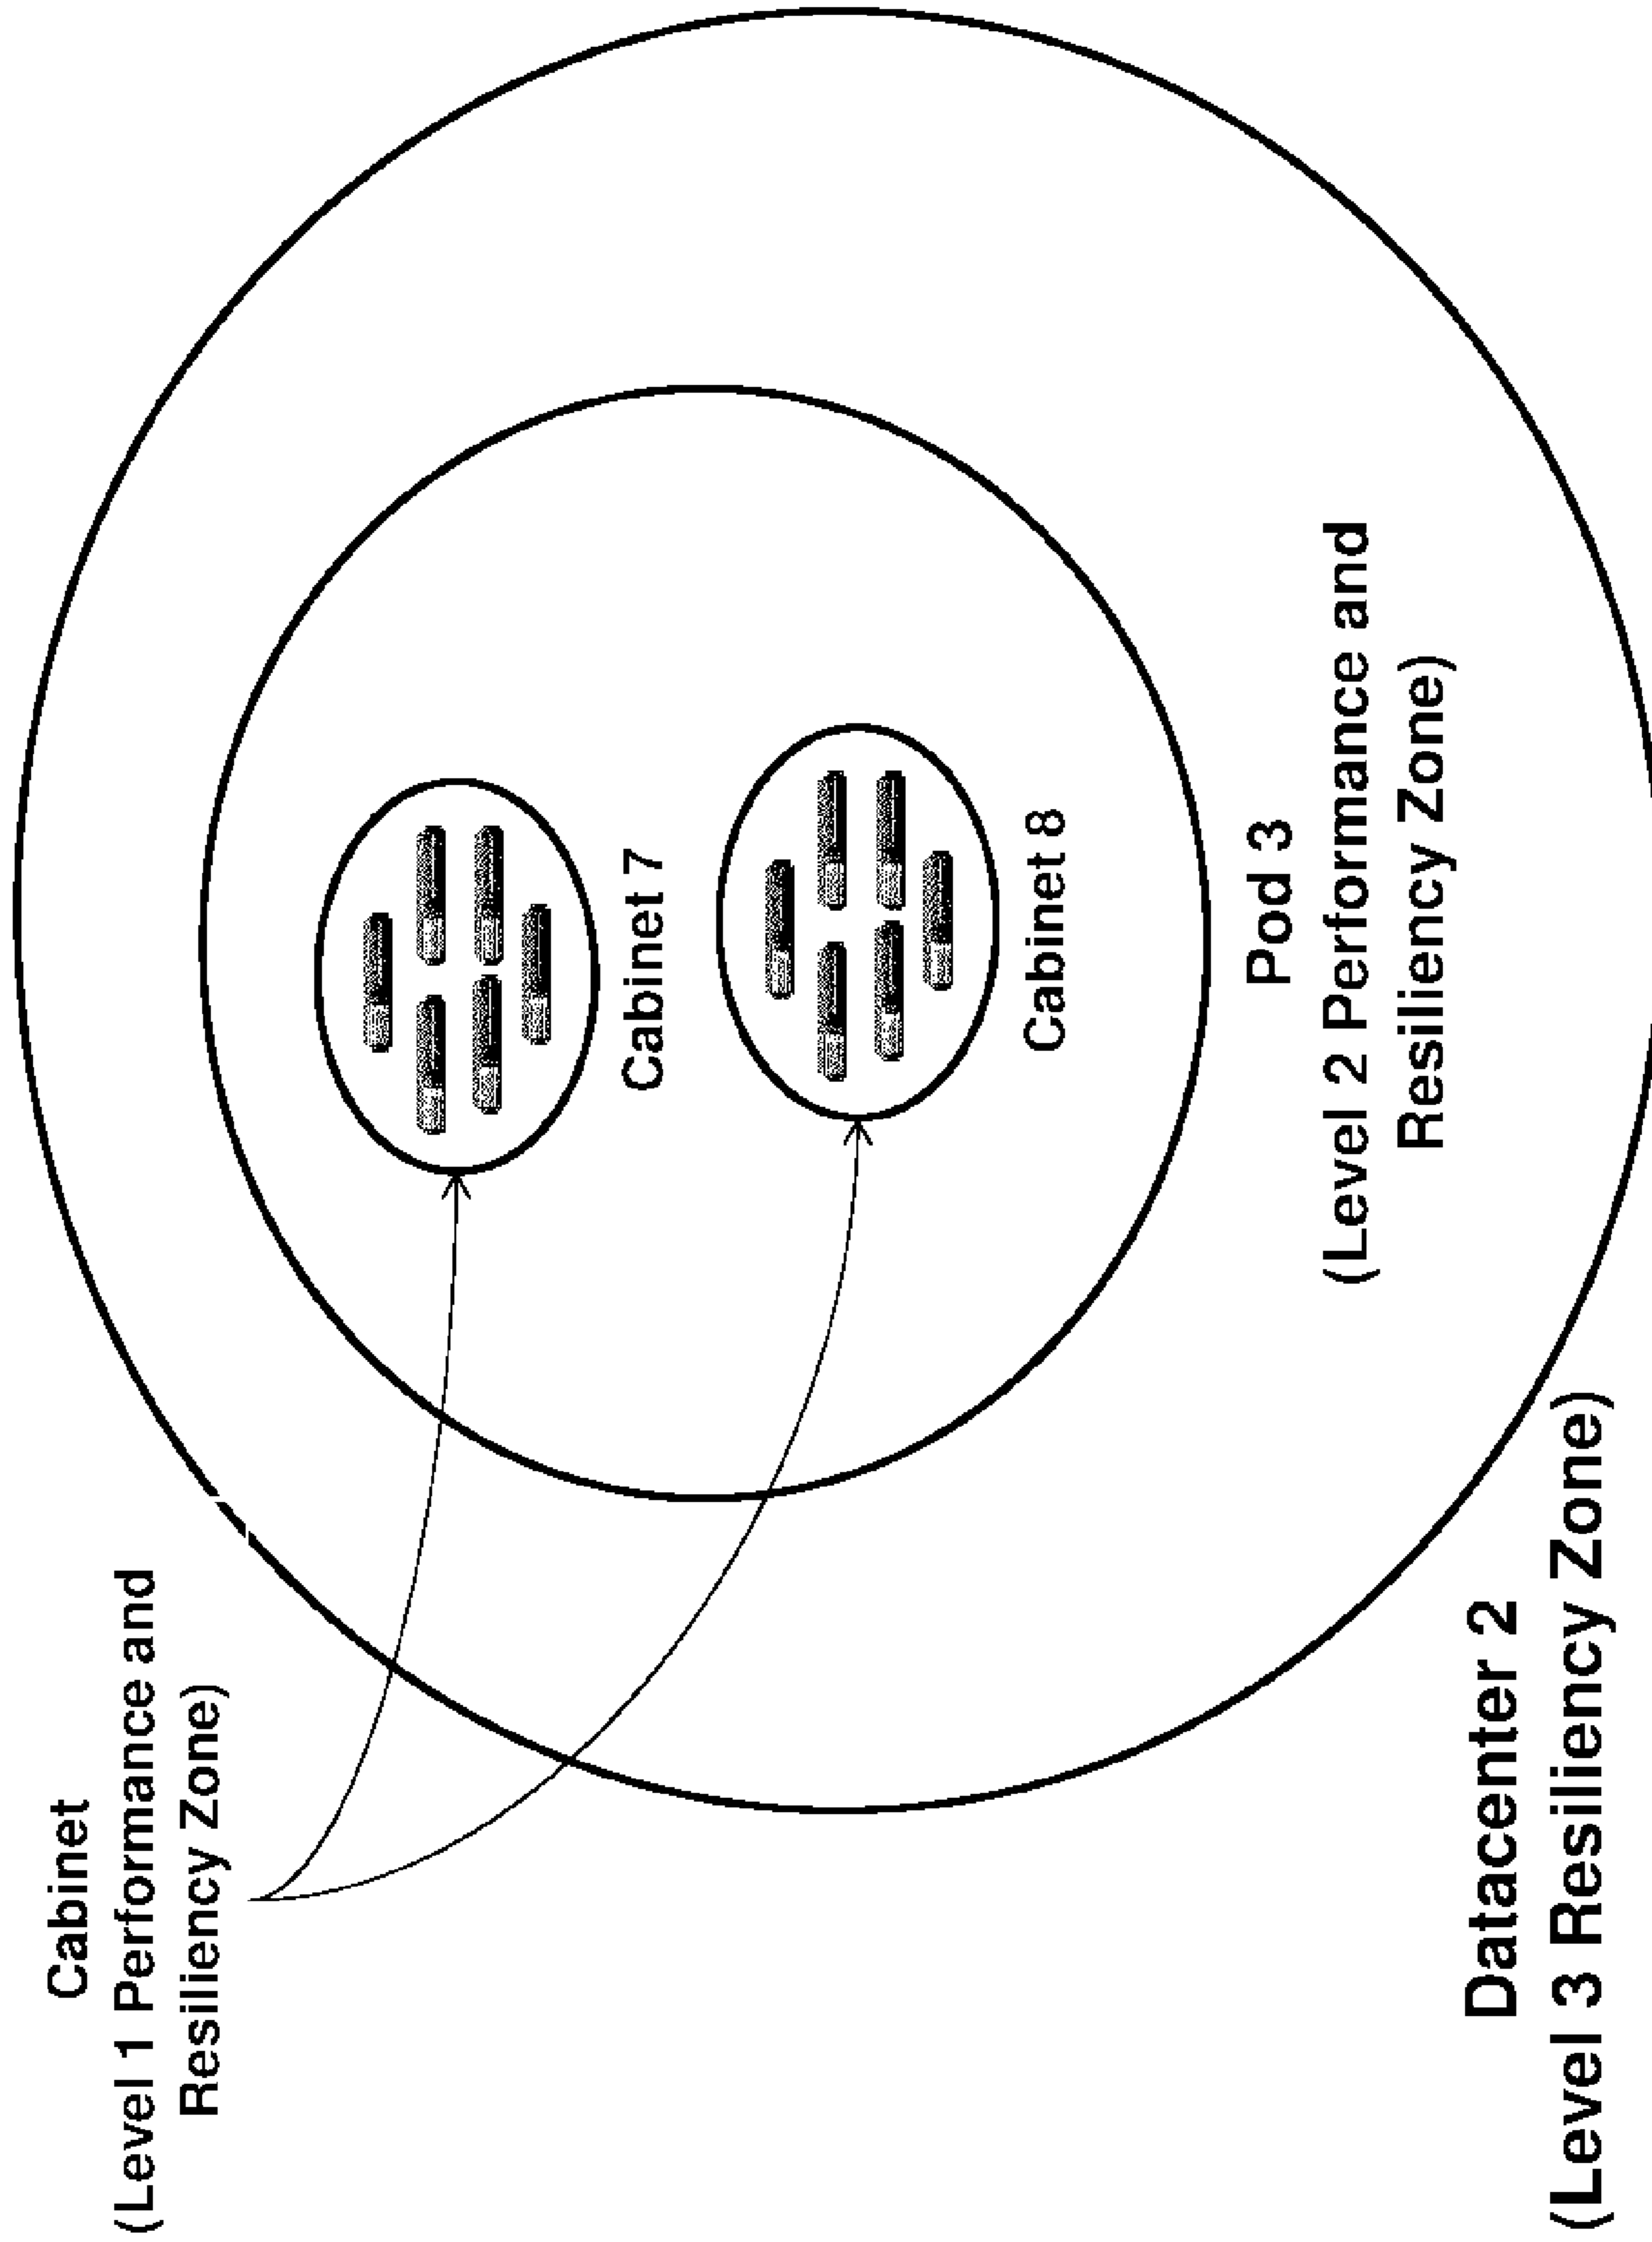 Cabinet
(Level 1 Performance and
Resiliency Zone)
Cabinet 7
Cabinet 8
Pod 3
(Level 2 Performance and
Resiliency Zone)
Datacenter 2
(Level 3 Resiliency Zone)